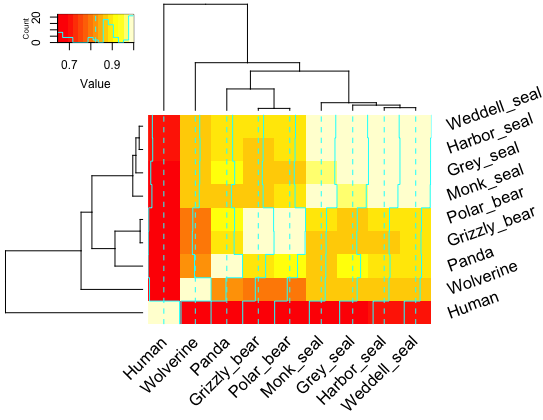 Count
0 20
0.7 0.9
Value
Weddell_seal
Harbor_seal
Grey_seal
Monk_seal
Polar_bear
Grizzly_bear
Panda
Wolverine
Human
Human
Wolverine
Panda
Grizzly_bear
Polar_bear
Monk_seal
Grey_seal
Harbor_seal
Weddell_seal